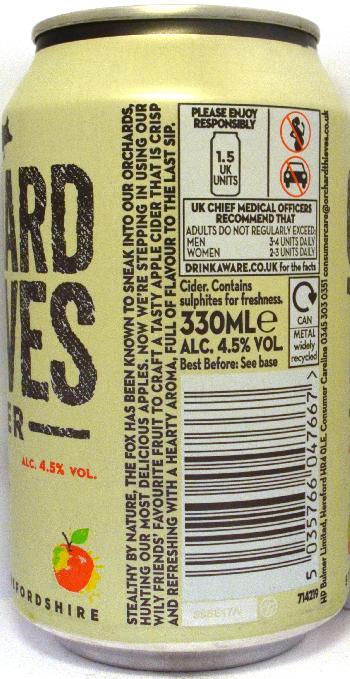 ARD
VES
ER
ALC. 4.5% VOL.
FORDSHIRE
STEALTHY BY NATURE, THE FOX HAS BEEN KNOWN TO SNEAK INTO OUR ORCHARDS,
HUNTING OUR MOST DELICIOUS APPLES. NOW WE'RE STEPPING IN USING OUR
WILY FRIENDS' FAVOURITE FRUIT TO CRAFT A TASTY APPLE CIDER THAT IS CRISP
AND REFRESHING WITH A HEARTY AROMA, FULL OF FLAVOUR TO THE LAST SIP.
PLEASE ENJOY
RESPONSIBLY
1.5
UK
UNITS
UK CHIEF MEDICAL OFFICERS
RECOMMEND THAT
ADULTS DO NOT REGULARLY EXCEED:
MEN 3-4 UNITS DAILY
WOMEN 2-3 UNITS DAILY
DRINKAWARE.CO.UK for the facts
Cider. Contains
sulphites for freshness.
330ML e
ALC. 4.5% VOL.
Best Before: See base
CAN
METAL
widely
recycled
5 035766 047667 >
714219
HP Bulmer Limited, Hereford HR4 0LE. Consumer Careline 0345 303 0351 consumercare@orchardthieves.co.uk